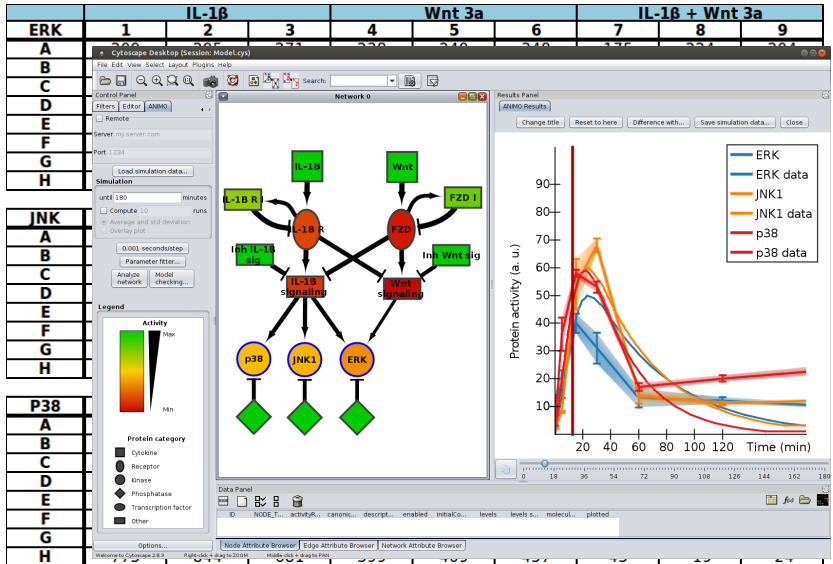 IL-1β Wnt 3a IL-1β + Wnt 3a
ERK 1 2 3 4 5 6 7 8 9
A
B
C
D
E
F
G
H
JNK
A
B
C
D
E
F
G
H
P38
A
B
C
D
E
F
G
H
Cytoscape Desktop (Session: Model.cys)
File Edit View Select Layout Plugins Help
Search:
Control Panel
Filters Editor ANIMO
Remote
Server my.server.com
Port 1234
Load simulation data...
Simulation
until 180 minutes
Compute 10 runs
Average and std deviation
Overlay plot
0.001 seconds/step
Parameter fitter...
Analyze network
Model checking...
Legend
Activity
Max
Min
Protein category
Cytokine
Receptor
Kinase
Phosphatase
Transcription factor
Other
Options...
Network 0
IL-1B Wnt
IL-1B R I FZD I
IL-1B R FZD
Inh IL-1B sig
Inh Wnt sig
IL-1B signaling
Wnt signaling
p38 JNK1 ERK
Results Panel
ANIMO Results
Change title Reset to here Difference with... Save simulation data... Close
ERK
ERK data
JNK1
JNK1 data
p38
p38 data
Protein activity (a. u.)
90
80
70
60
50
40
30
20
10
20 40 60 80 100 120 Time (min)
0 18 36 54 72 90 108 126 144 162 180
Data Panel
f(x)
ID NODE_T... activityR... canonic... descript... enabled initialCo... levels levels s... molecul... plotted
Node Attribute Browser Edge Attribute Browser Network Attribute Browser
Welcome to Cytoscape 2.8.3 Right-click + drag to ZOOM Middle-click + drag to PAN